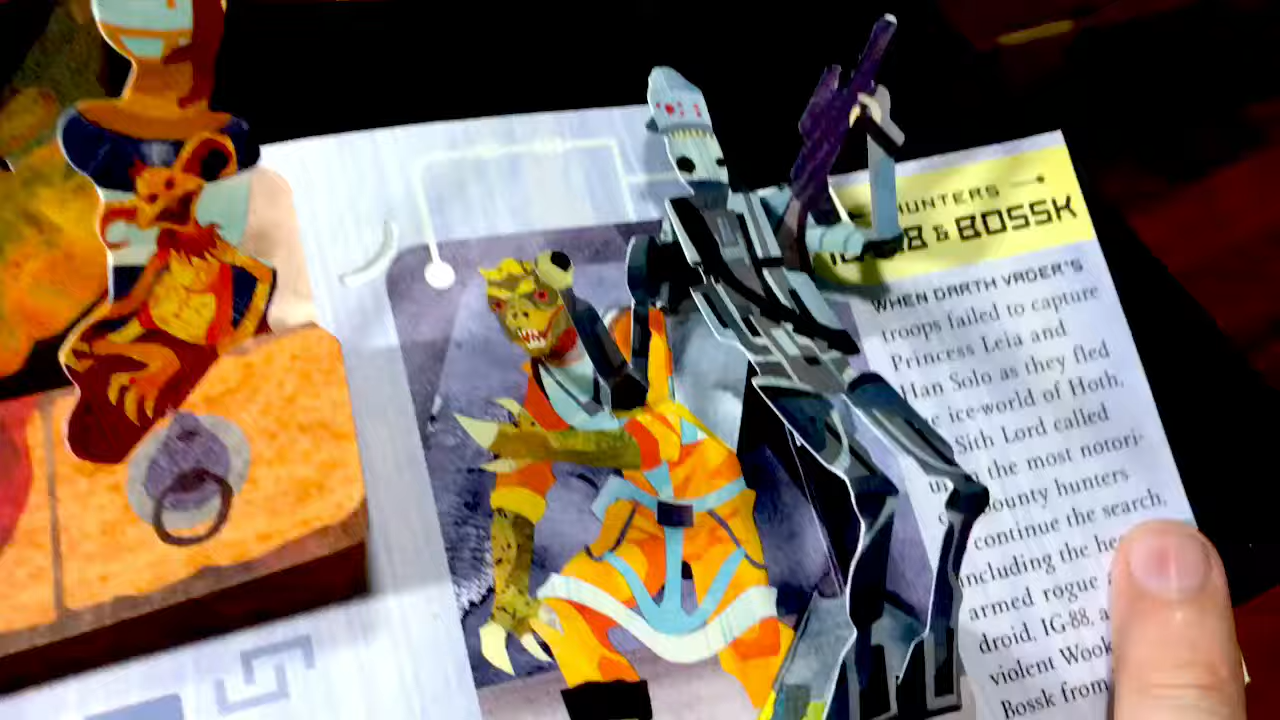 HUNTERS
& BOSSK
WHEN DARTH VADER'S
troops failed to capture
Princess Leia and
Han Solo as they fled
ice-world of Hoth,
Sith Lord called
the most notori-
bounty hunters
continue the search,
including the
armed rogue
droid, IG-88,
violent
Bossk from